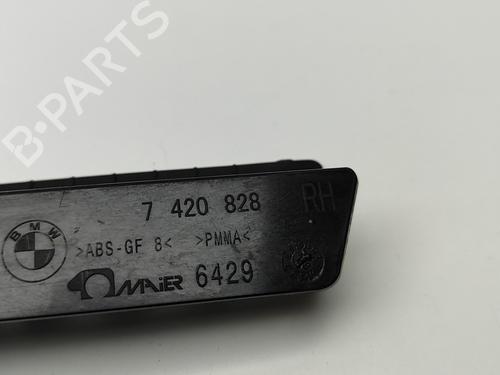 B-PARTS
7 420 828 RH
BMW
>ABS-GF 8< >PMMA<
MAIER 6429